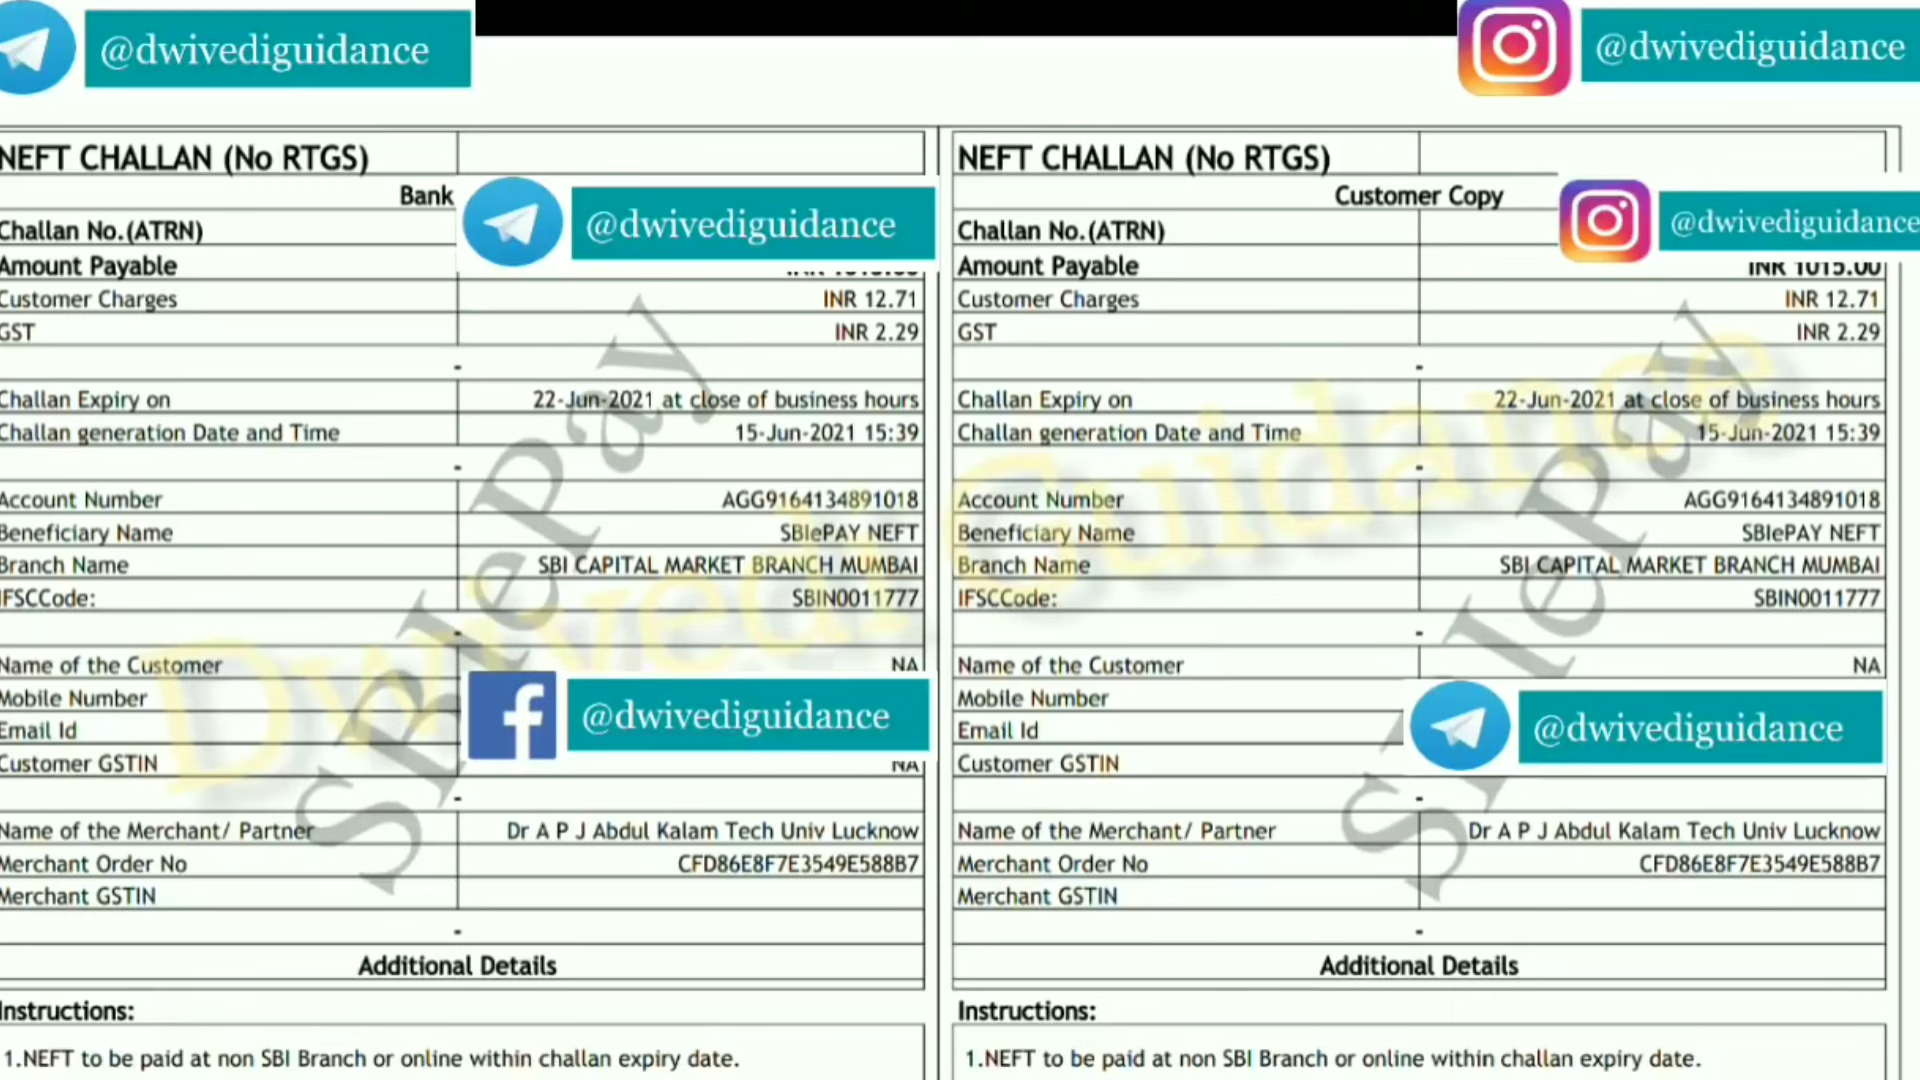 @dwivediguidance
@dwivediguidance
NEFT CHALLAN (No RTGS)
Bank
@dwivediguidance
Challan No.(ATRN)
Amount Payable
Customer Charges INR 12.71
GST INR 2.29
-
Challan Expiry on 22-Jun-2021 at close of business hours
Challan generation Date and Time 15-Jun-2021 15:39
-
Account Number AGG9164134891018
Beneficiary Name SBIePAY NEFT
Branch Name SBI CAPITAL MARKET BRANCH MUMBAI
IFSCCode: SBIN0011777
-
Name of the Customer NA
Mobile Number
@dwivediguidance
Email Id
Customer GSTIN NA
-
Name of the Merchant/ Partner Dr A P J Abdul Kalam Tech Univ Lucknow
Merchant Order No CFD86E8F7E3549E588B7
Merchant GSTIN
-
Additional Details
Instructions:
1.NEFT to be paid at non SBI Branch or online within challan expiry date.
SBIePay
NEFT CHALLAN (No RTGS)
Customer Copy
@dwivediguidance
Challan No.(ATRN)
Amount Payable INR 1015.00
Customer Charges INR 12.71
GST INR 2.29
-
Challan Expiry on 22-Jun-2021 at close of business hours
Challan generation Date and Time 15-Jun-2021 15:39
-
Account Number AGG9164134891018
Beneficiary Name SBIePAY NEFT
Branch Name SBI CAPITAL MARKET BRANCH MUMBAI
IFSCCode: SBIN0011777
-
Name of the Customer NA
Mobile Number
@dwivediguidance
Email Id
Customer GSTIN
-
Name of the Merchant/ Partner Dr A P J Abdul Kalam Tech Univ Lucknow
Merchant Order No CFD86E8F7E3549E588B7
Merchant GSTIN
-
Additional Details
Instructions:
1.NEFT to be paid at non SBI Branch or online within challan expiry date.
SBIePay
Dwivedi Guidance